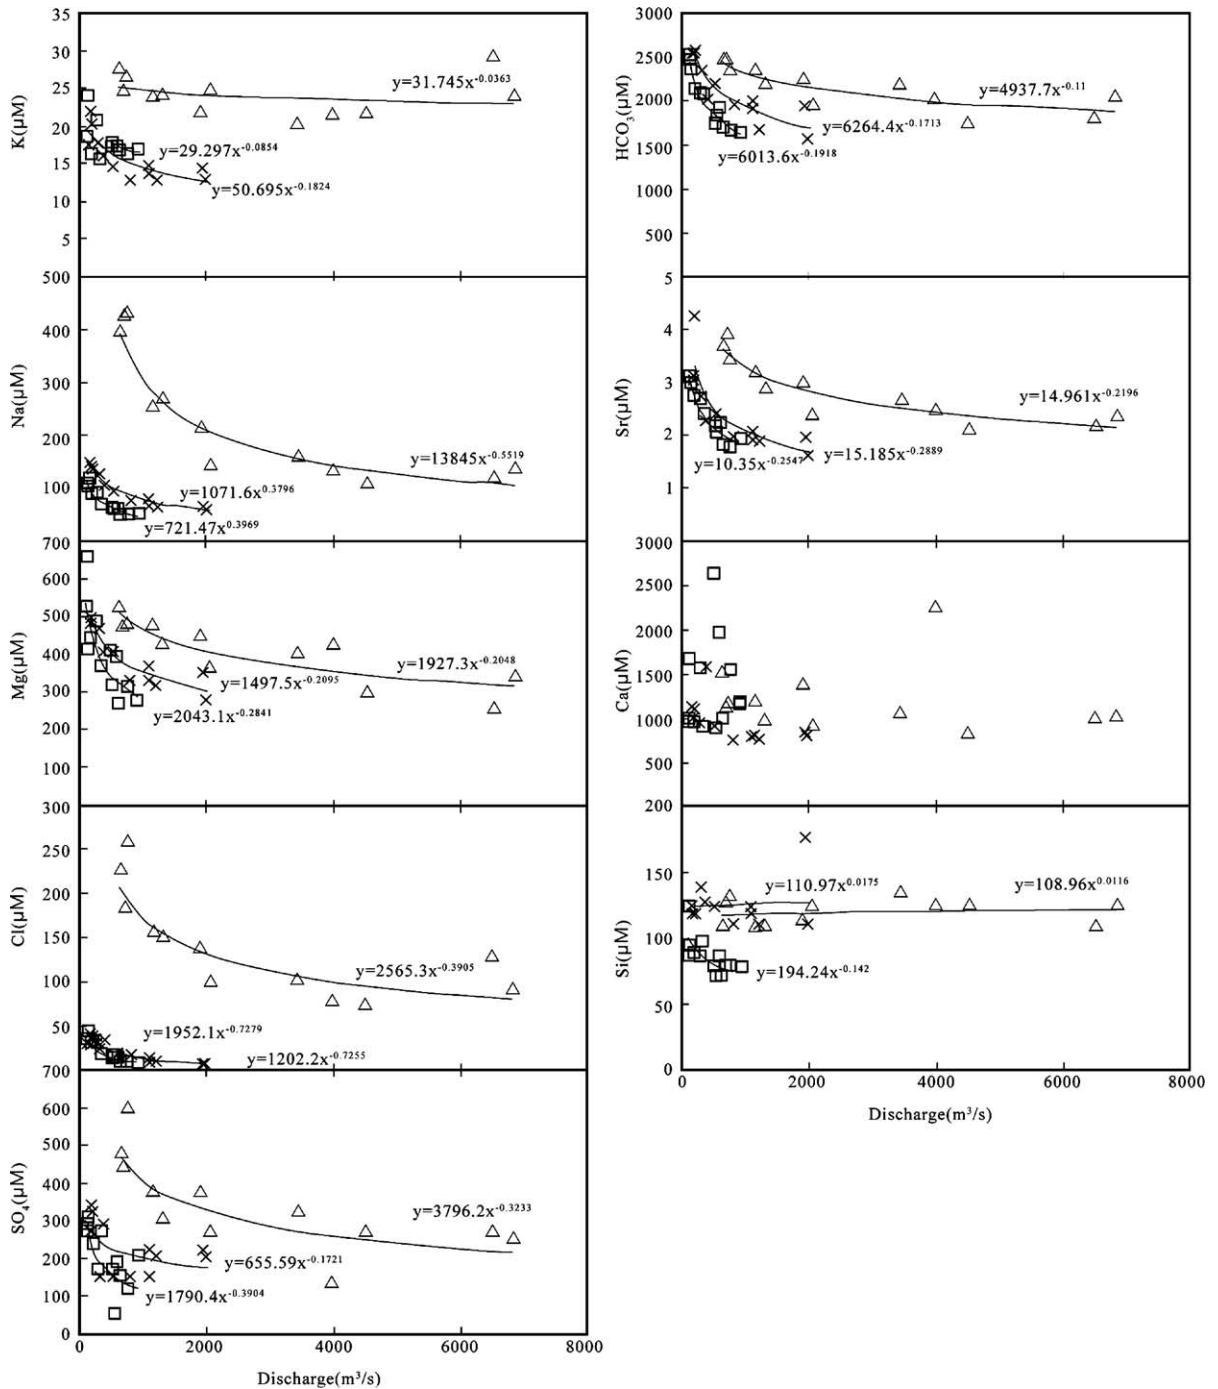 35
30
25
20
15
10
5
500
K(μM)
y=31.745x-0.0363
y=29.297x-0.0854
y=50.695x-0.1824
400
300
200
100
700
Na(μM)
y=13845x-0.5519
y=1071.6x0.3796
y=721.47x0.3969
600
500
400
300
200
100
300
Mg(μM)
y=1927.3x-0.2048
y=1497.5x-0.2095
y=2043.1x-0.2841
250
200
150
100
50
700
Cl(μM)
y=2565.3x-0.3905
y=1952.1x-0.7279
y=1202.2x-0.7255
600
500
400
300
200
100
0
SO4(μM)
y=3796.2x-0.3233
y=655.59x-0.1721
y=1790.4x-0.3904
0 2000 4000 6000 8000
Discharge(m3/s)
3000
2500
2000
1500
1000
500
5
HCO3(μM)
y=4937.7x-0.11
y=6264.4x-0.1713
y=6013.6x-0.1918
4
3
2
1
3000
Sr(μM)
y=14.961x-0.2196
y=10.35x-0.2547
y=15.185x-0.2889
2500
2000
1500
1000
500
200
Ca(μM)
150
100
50
0
Si(μM)
y=110.97x0.0175
y=108.96x0.0116
y=194.24x-0.142
0 2000 4000 6000 8000
Discharge(m3/s)